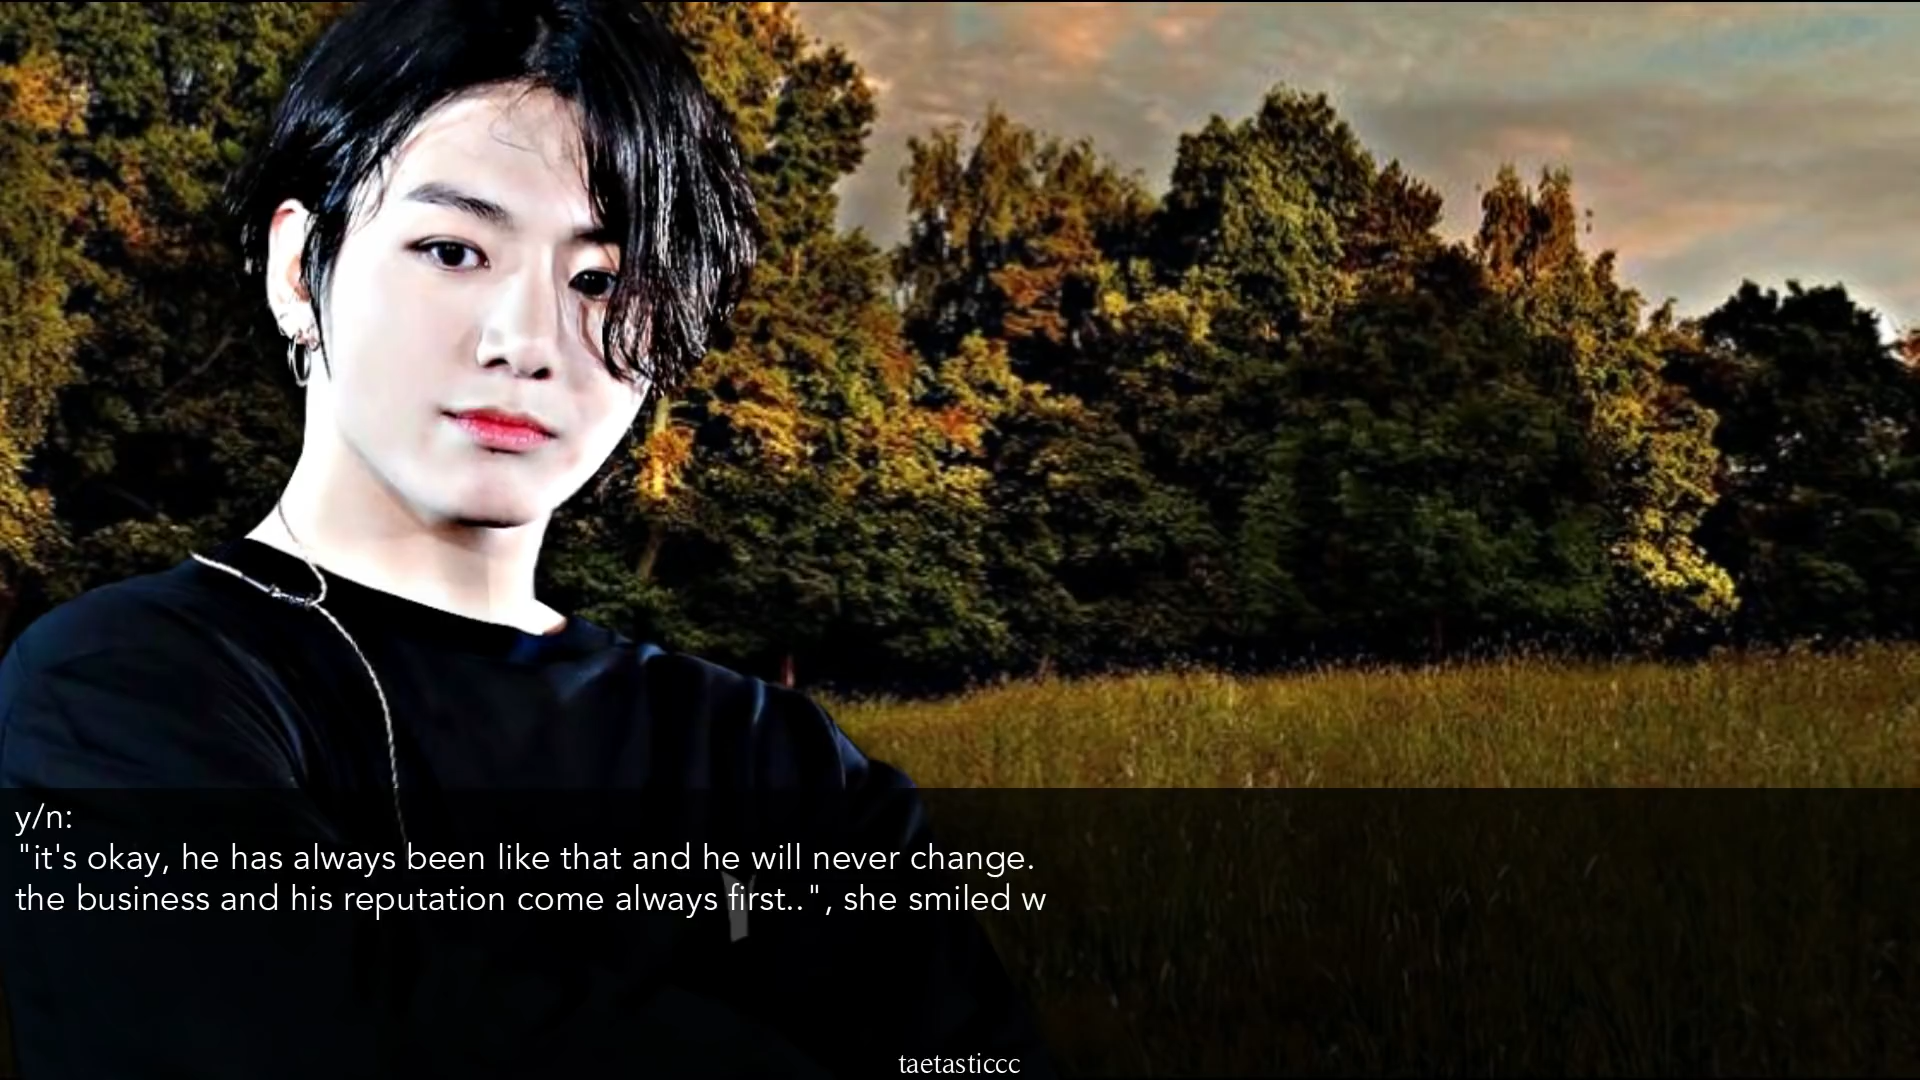 y/n:
"it's okay, he has always been like that and he will never change.
the business and his reputation come always first..", she smiled w
taetasticcc